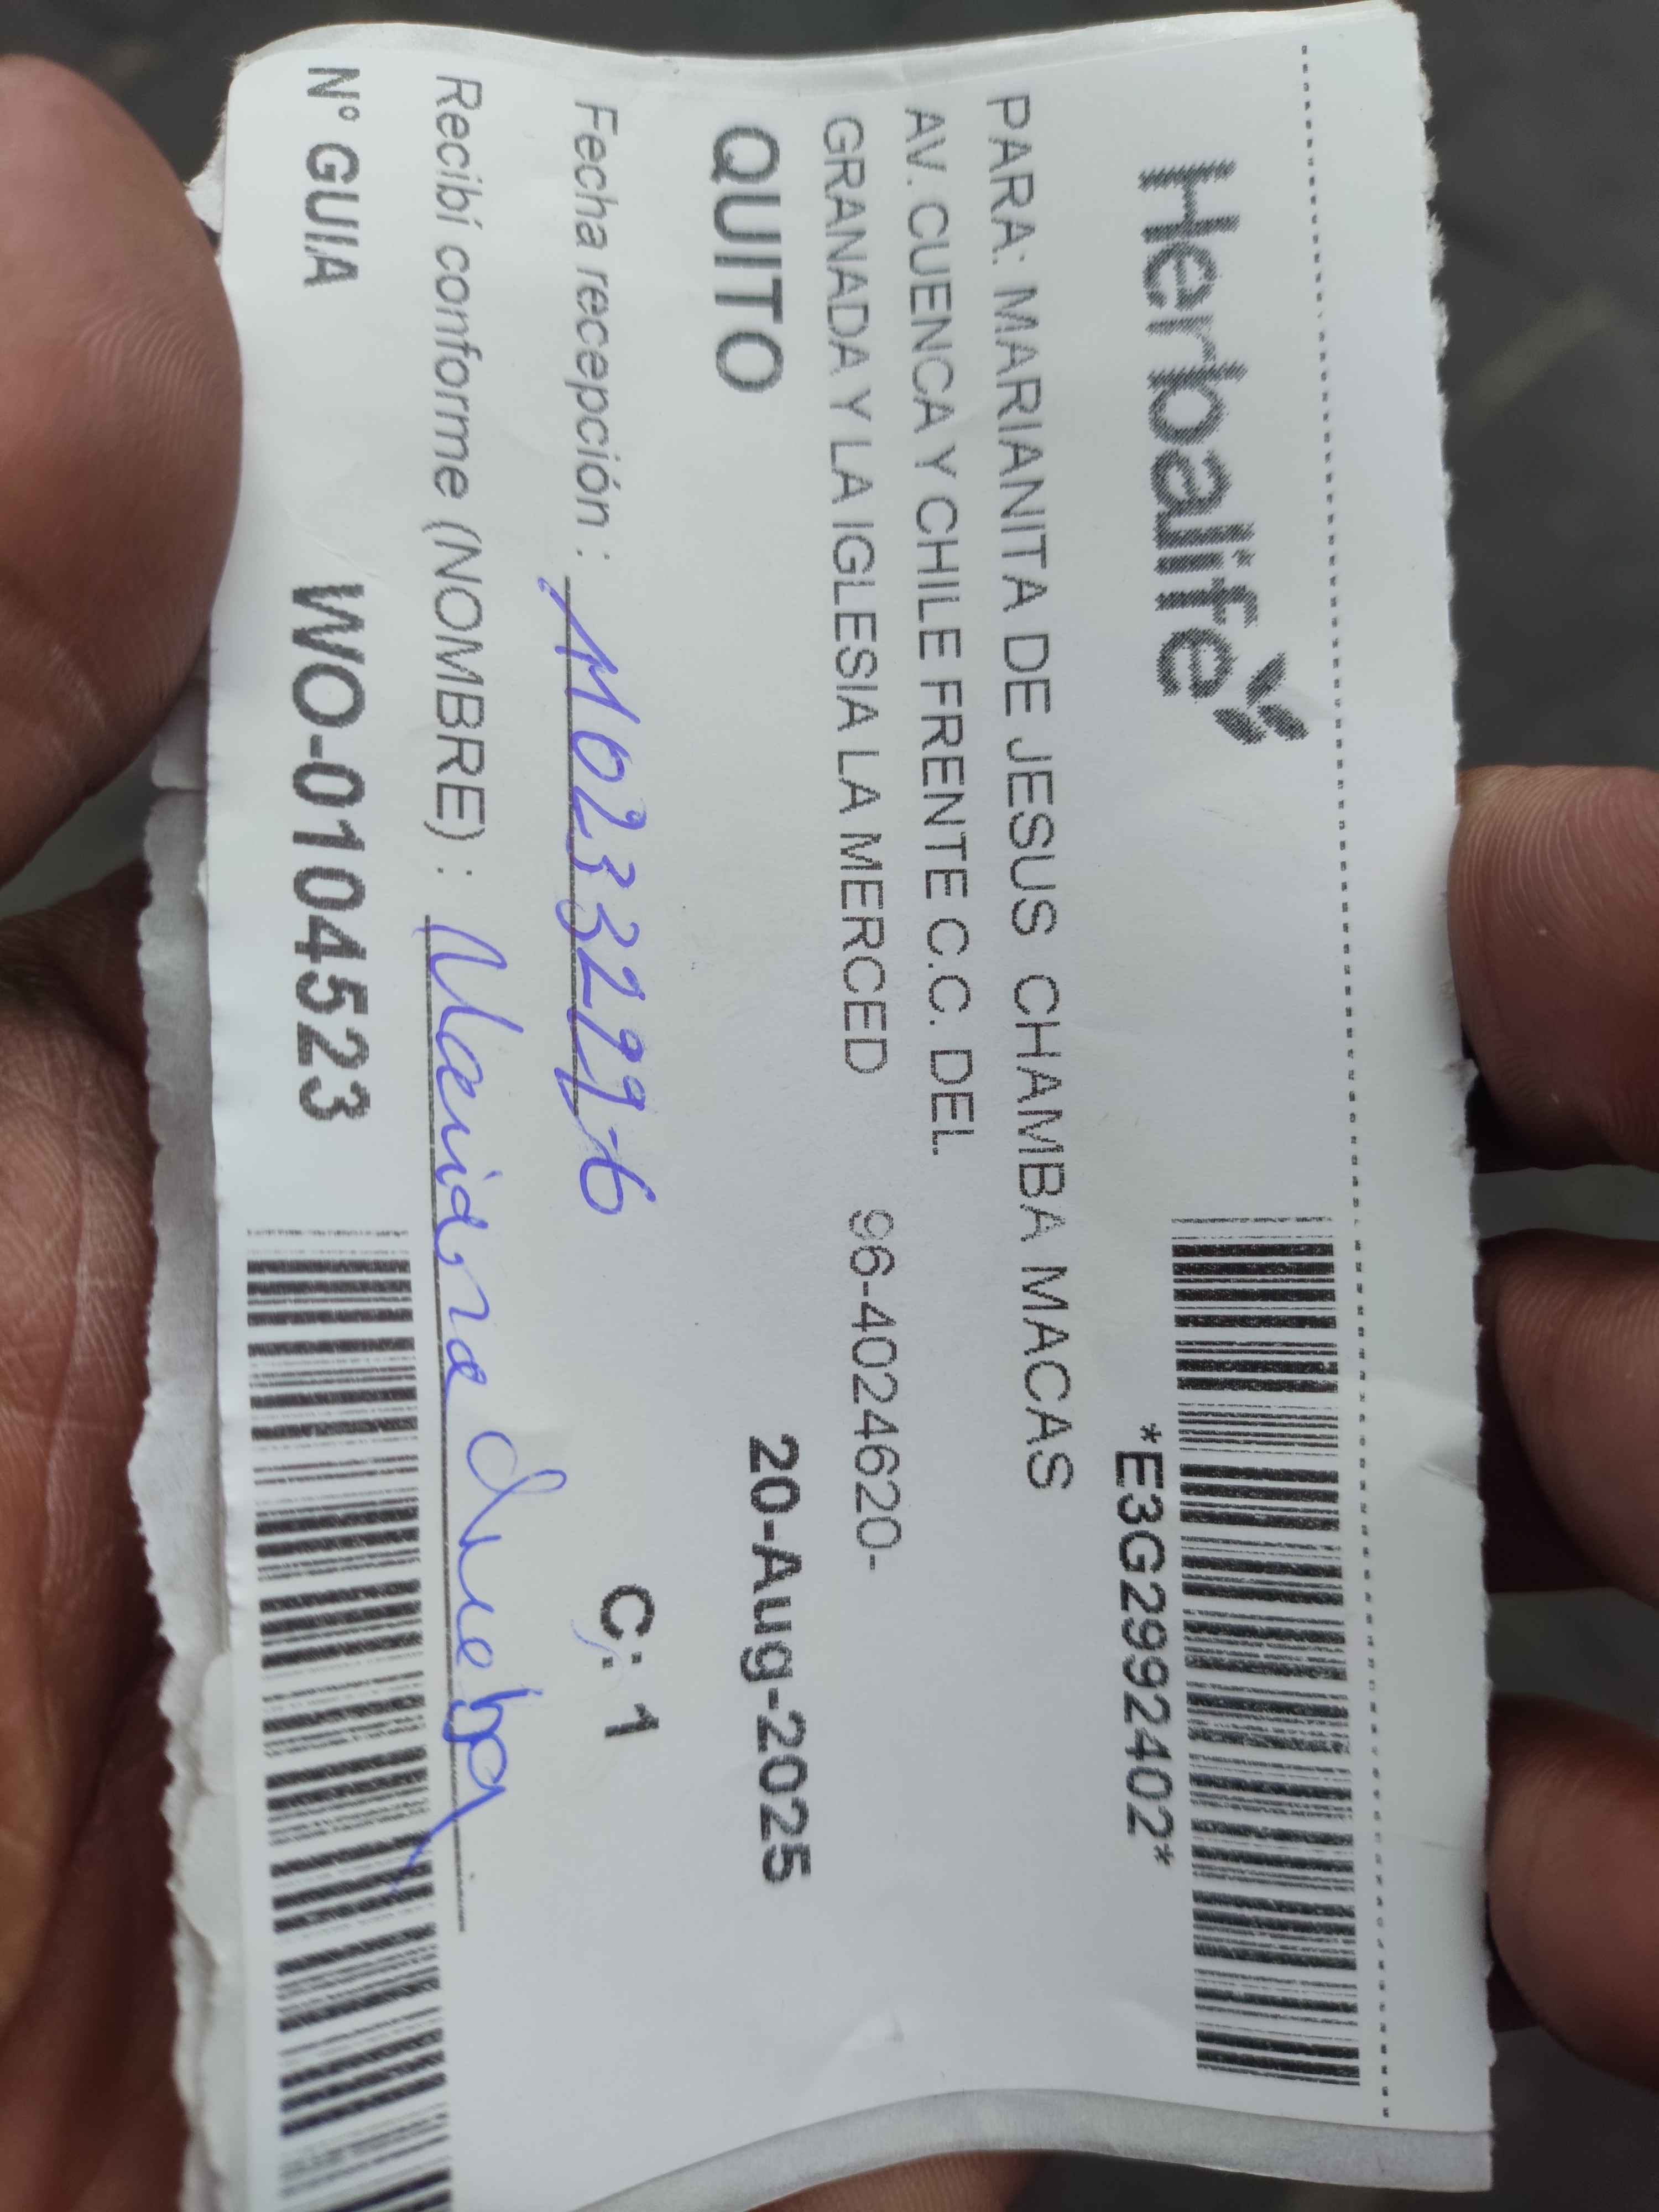 Herbalife
*E3G2992402*
PARA: MARIANITA DE JESUS CHAMBA MACAS
AV. CUENCA Y CHILE FRENTE C.C. DEL
GRANADA Y LA IGLESIA LA MERCED 96-4024620-
QUITO 20-Aug-2025
Fecha recepción : C: 1
Recibí conforme (NOMBRE) :
N° GUIA WO-0104523